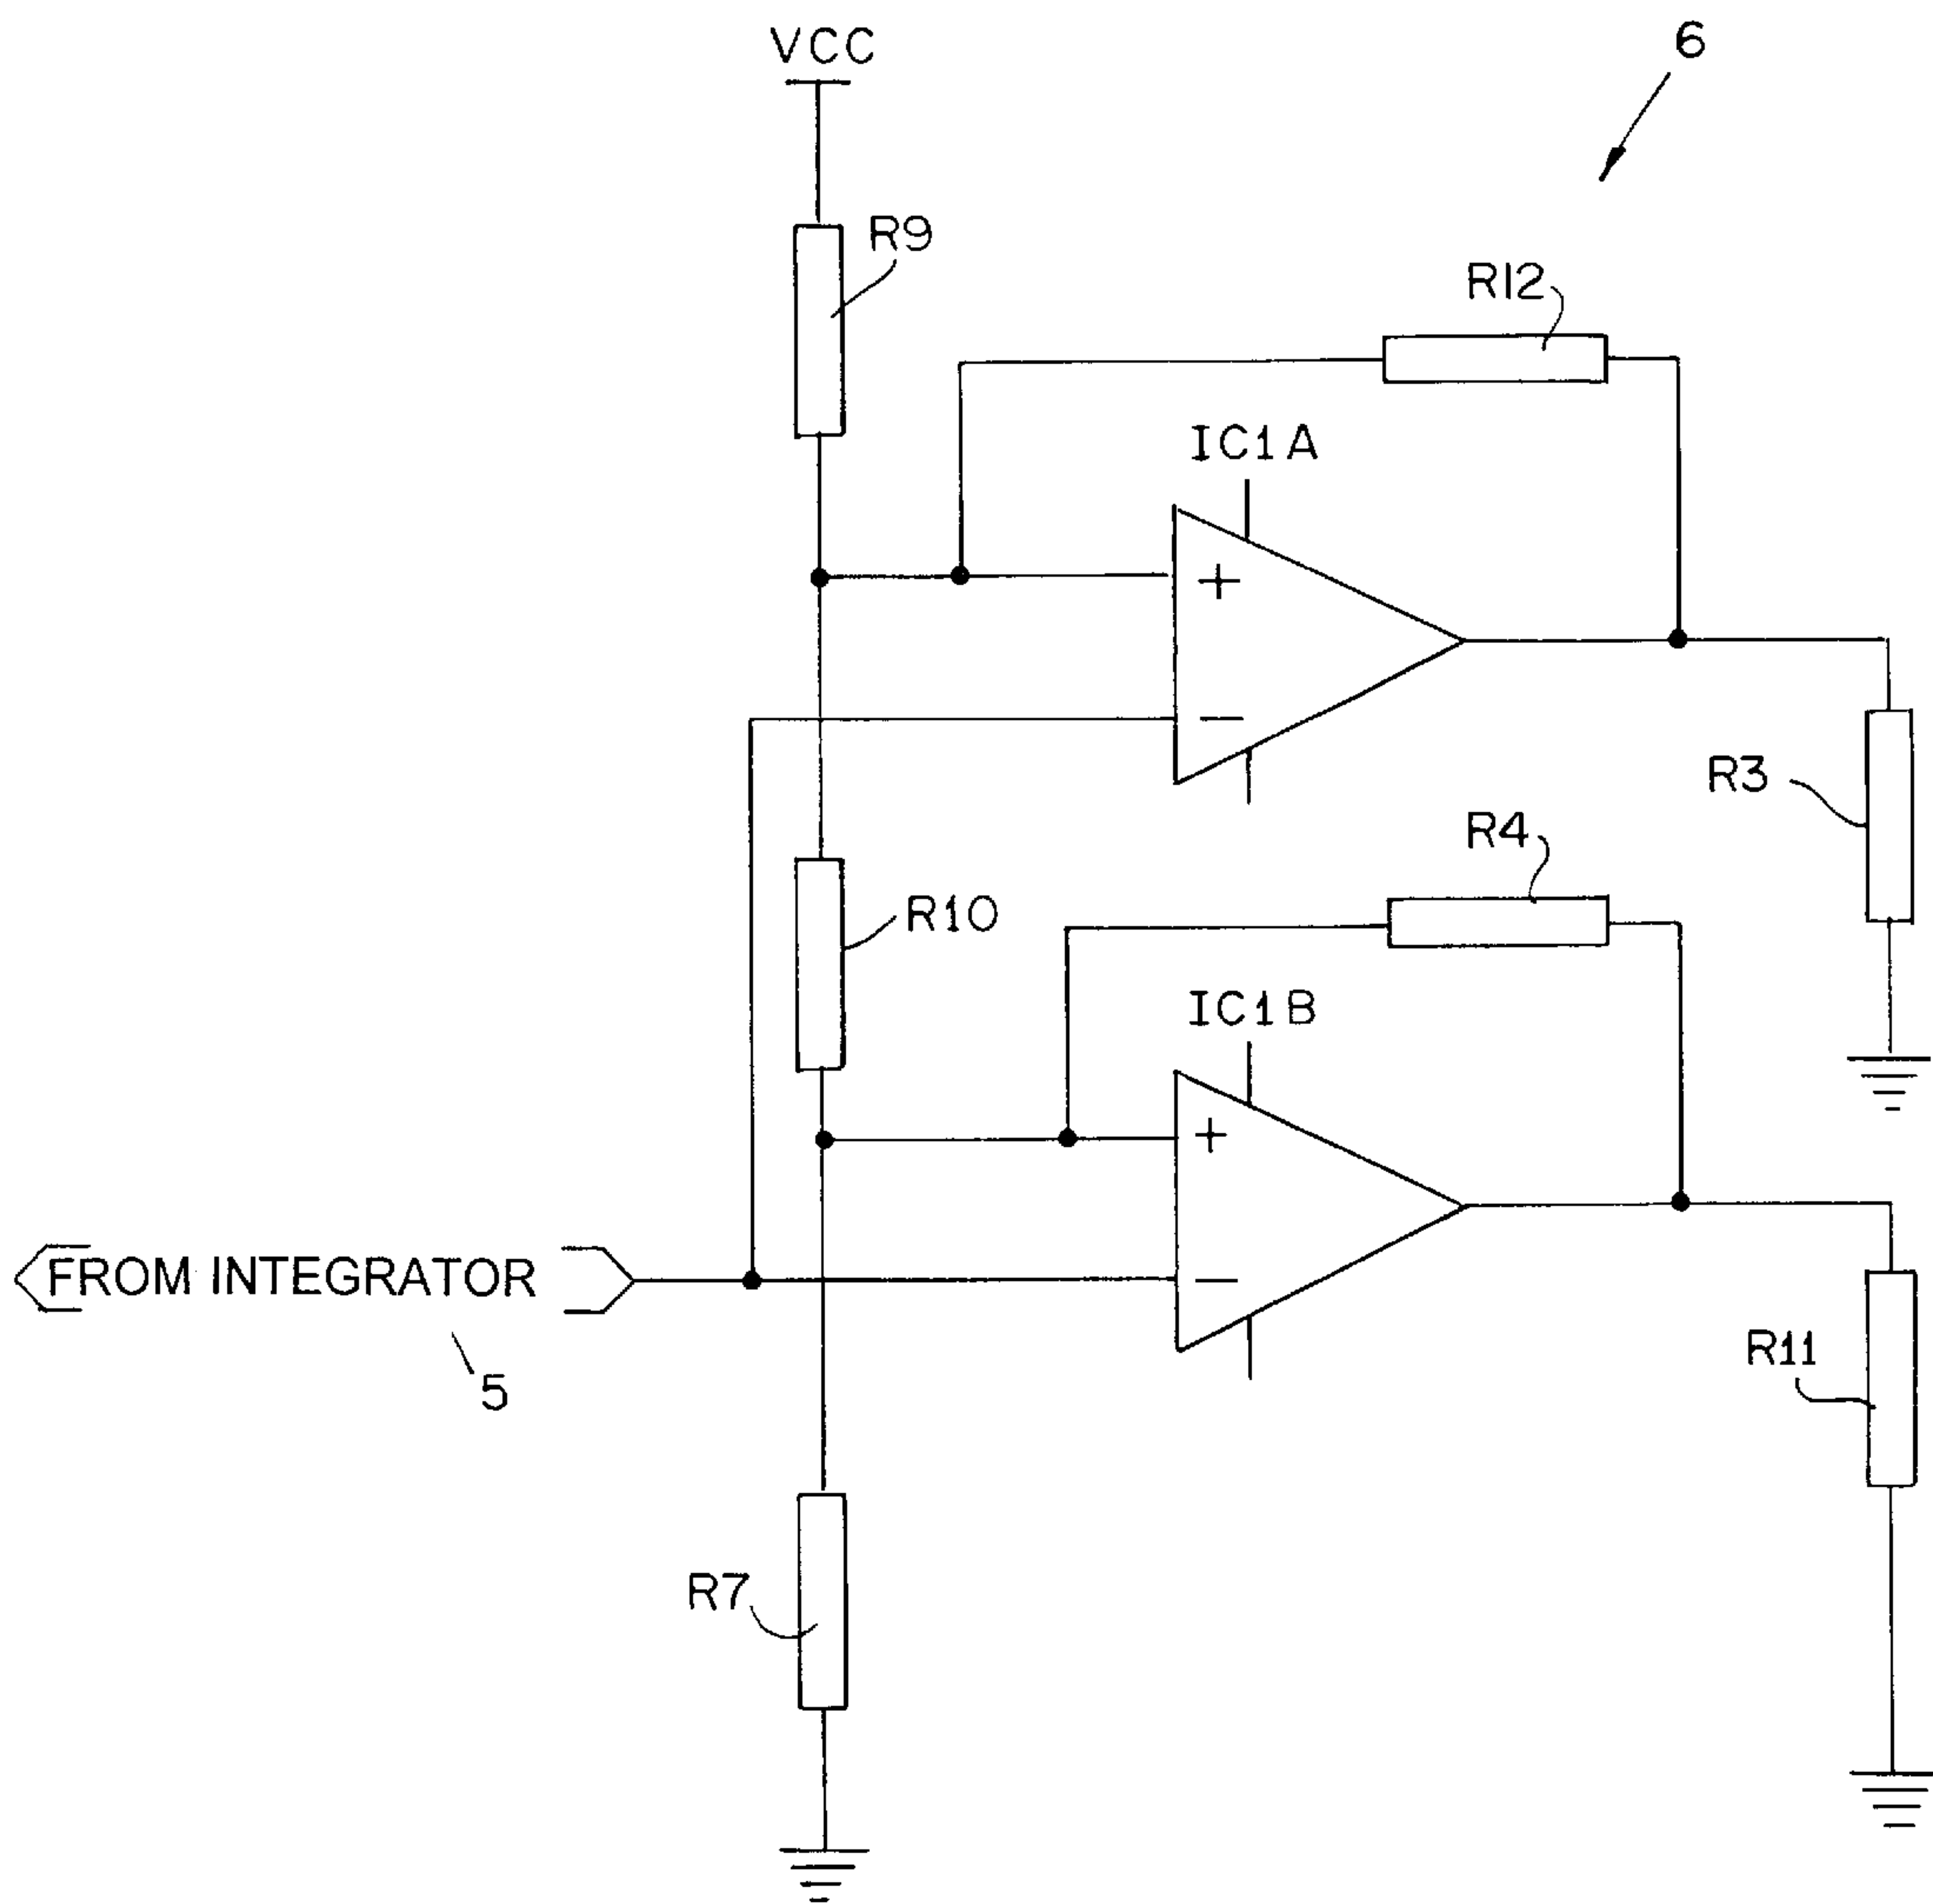 VCC
6
R9
R12
IC1A
+
−
R3
R4
R10
IC1B
+
−
FROM INTEGRATOR
5
R11
R7